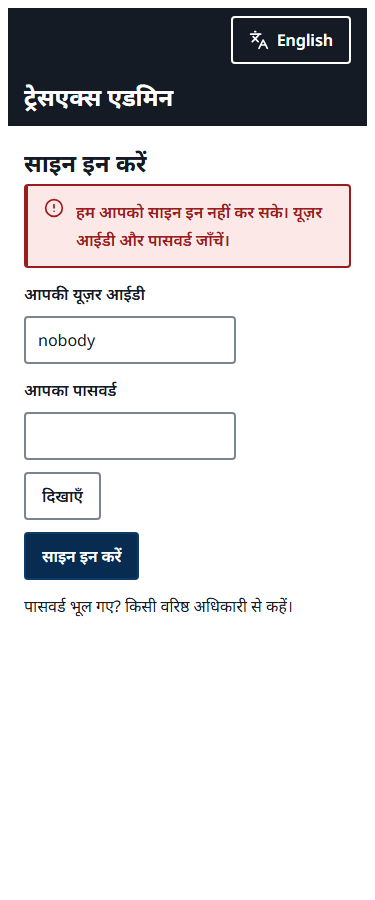 English
ट्रेसएक्स एडमिन
साइन इन करें
हम आपको साइन इन नहीं कर सके। यूज़र
आईडी और पासवर्ड जाँचें।
आपकी यूज़र आईडी
nobody
आपका पासवर्ड
दिखाएँ
साइन इन करें
पासवर्ड भूल गए? किसी वरिष्ठ अधिकारी से कहें।